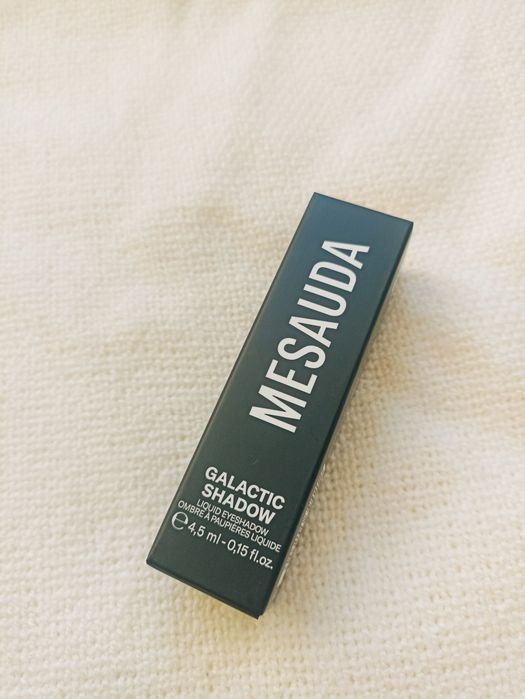 MESAUDA
GALACTIC
SHADOW
LIQUID EYESHADOW
OMBRE À PAUPIÈRES LIQUIDE
℮ 4,5 ml - 0,15 fl.oz.